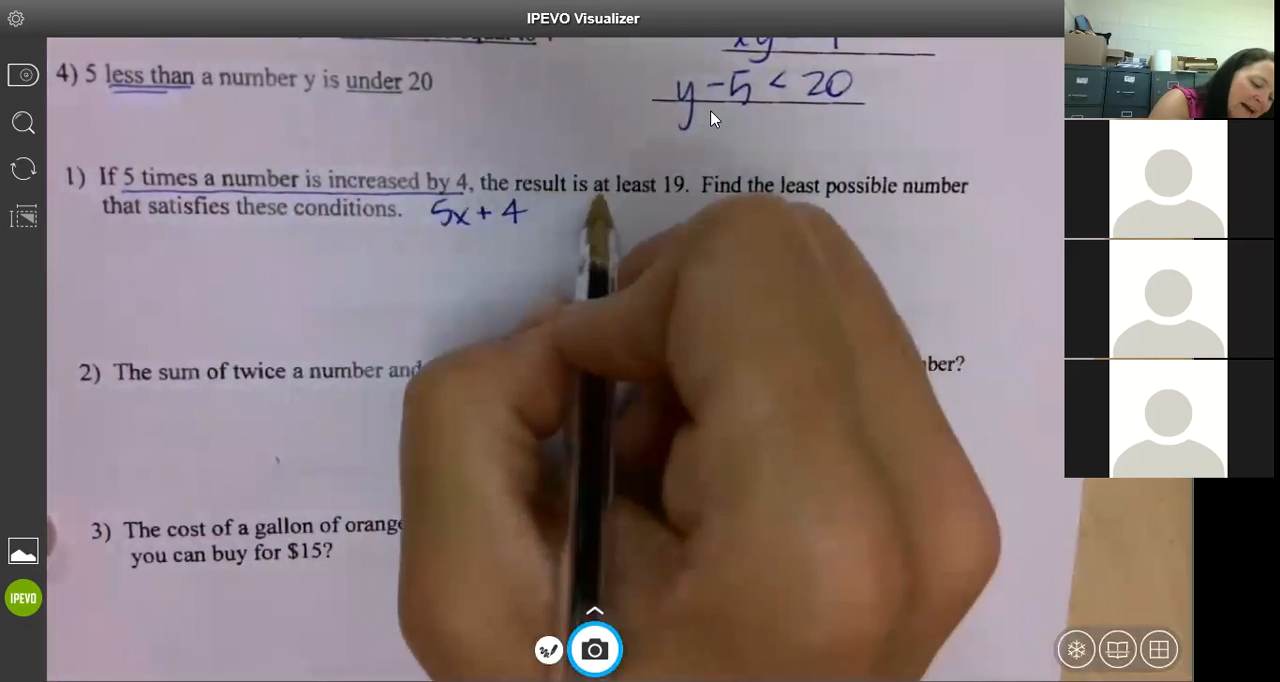 IPEVO Visualizer
4) 5 less than a number y is under 20
y - 5 < 20
1) If 5 times a number is increased by 4, the result is at least 19. Find the least possible number
that satisfies these conditions. 5x + 4
2) The sum of twice a number and
3) The cost of a gallon of orange
you can buy for $15?
IPEVO